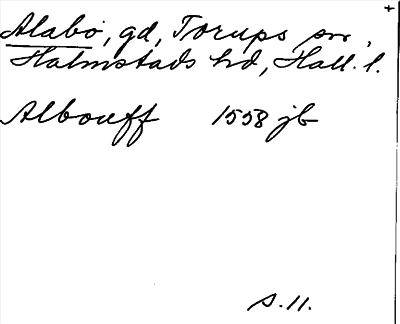 +
Alabo, gd, Torups sn,
Halmstads hd, Hall. l.
Albouff 1558 jb
s. 11.